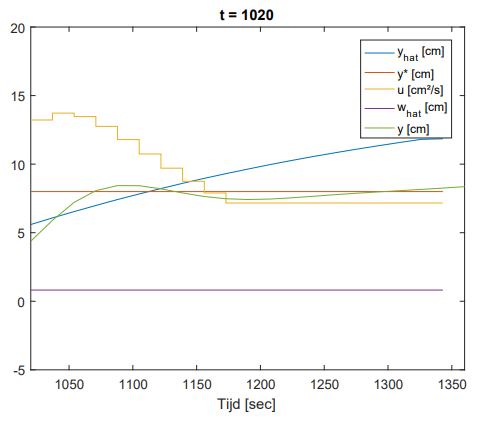 t = 1020
20
15
10
5
0
-5
1050 1100 1150 1200 1250 1300 1350
Tijd [sec]
y_hat [cm]
y* [cm]
u [cm²/s]
w_hat [cm]
y [cm]